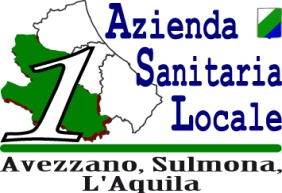 Azienda
Sanitaria
Locale
1
Avezzano, Sulmona,
L'Aquila